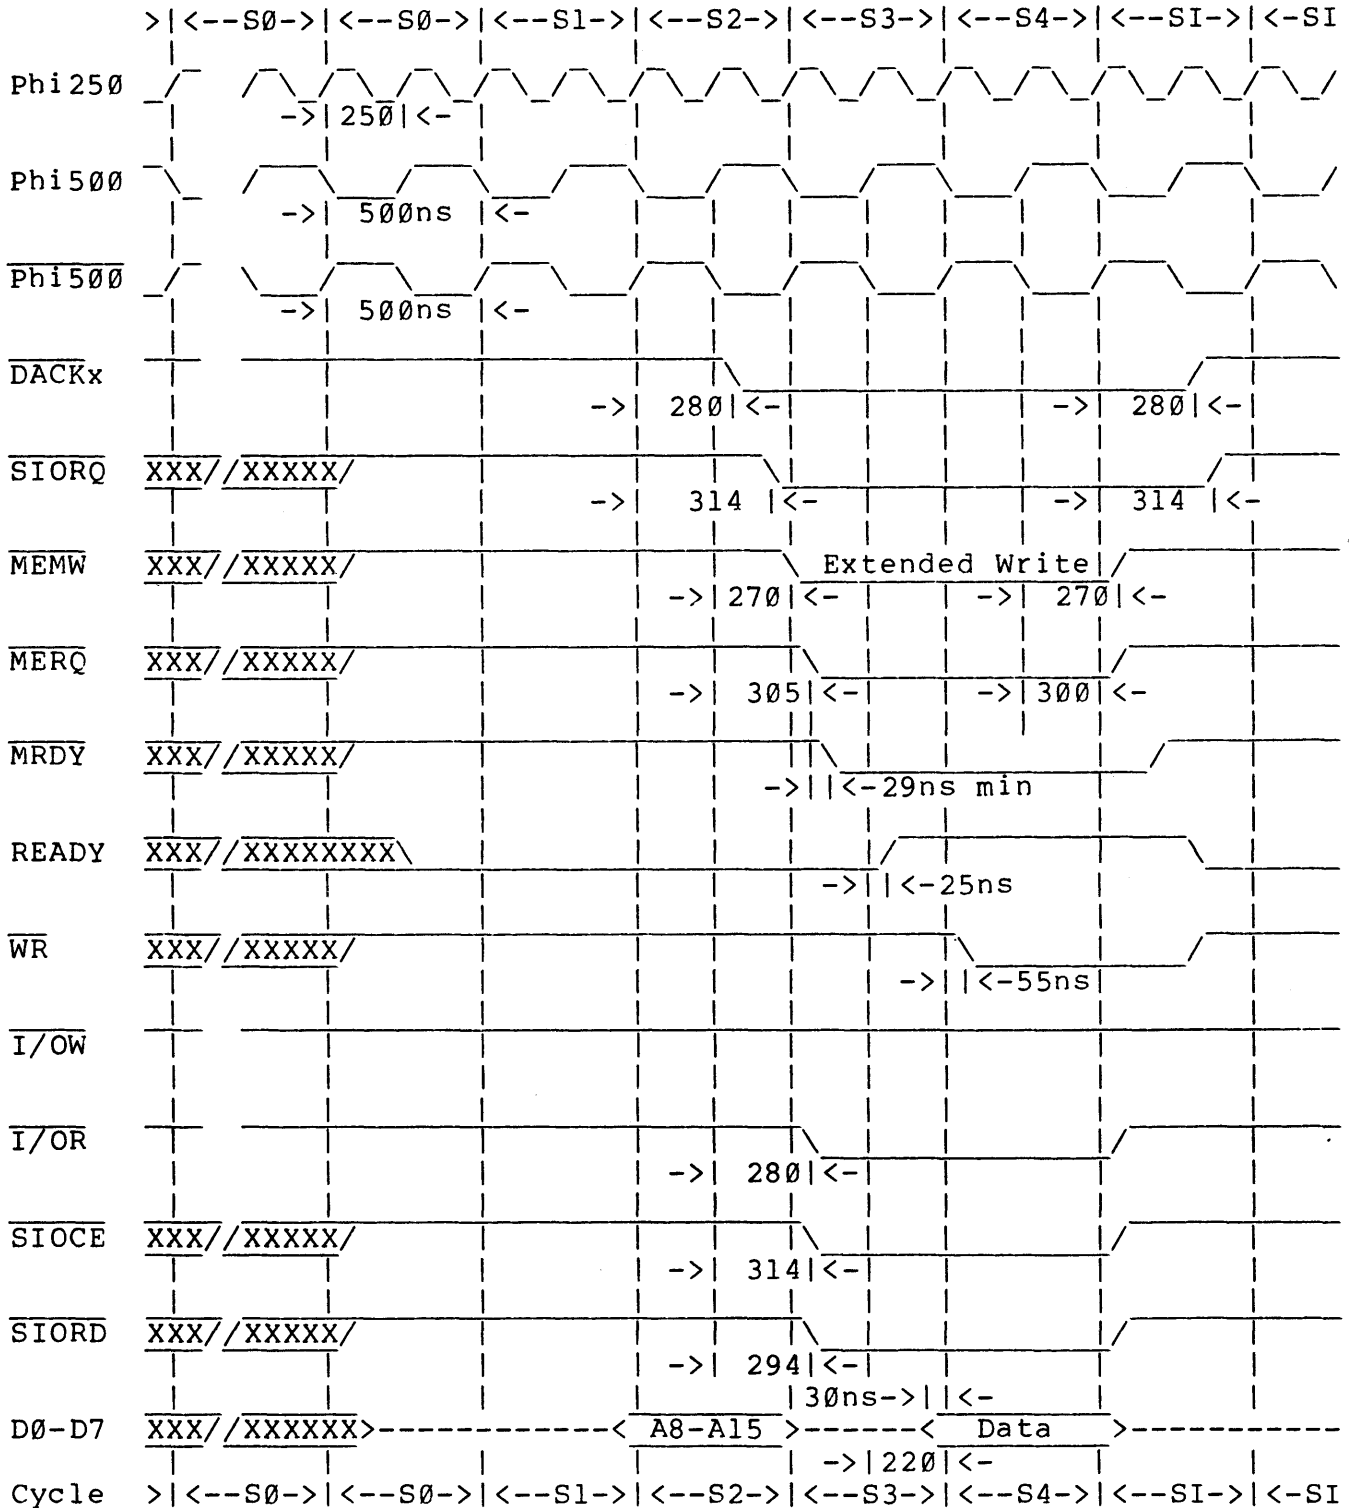 >|<--SØ->|<--SØ->|<--S1->|<--S2->|<--S3->|<--S4->|<--SI->|<-SI
Phi25Ø
->|25Ø|<-
Phi5ØØ
->| 5ØØns |<-
Phi5ØØ
->| 5ØØns |<-
DACKx
->| 28Ø|<- ->| 28Ø|<-
SIORQ XXX//XXXXX/
->| 314 |<- ->| 314 |<-
MEMW XXX//XXXXX/ Extended Write
->|27Ø|<- ->| 27Ø|<-
MERQ XXX//XXXXX/
->| 3Ø5|<- ->|3ØØ|<-
MRDY XXX//XXXXX/
->||<-29ns min
READY XXX//XXXXXXXX\
->||<-25ns
WR XXX//XXXXX/
->||<-55ns
I/OW
I/OR
->| 28Ø|<-
SIOCE XXX//XXXXX/
->| 314|<-
SIORD XXX//XXXXX/
->| 294|<-
|3Øns->||<-
DØ-D7 XXX//XXXXXX>------------< A8-A15 >------< Data >-----------
->|22Ø|<-
Cycle >|<--SØ->|<--SØ->|<--S1->|<--S2->|<--S3->|<--S4->|<--SI->|<-SI